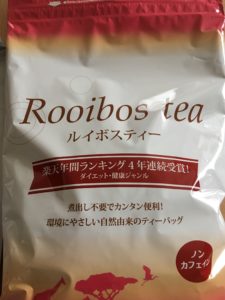 Rooibos tea
ルイボスティー
楽天年間ランキング4年連続受賞!
ダイエット・健康ジャンル
煮出し不要でカンタン便利!
環境にやさしい自然由来のティーバッグ
ノン
カフェイン